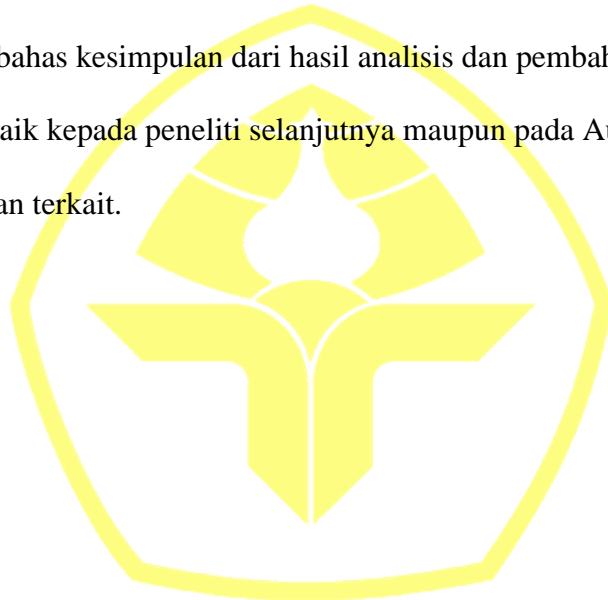 bahas kesimpulan dari hasil analisis dan pembah
aik kepada peneliti selanjutnya maupun pada Au
an terkait.